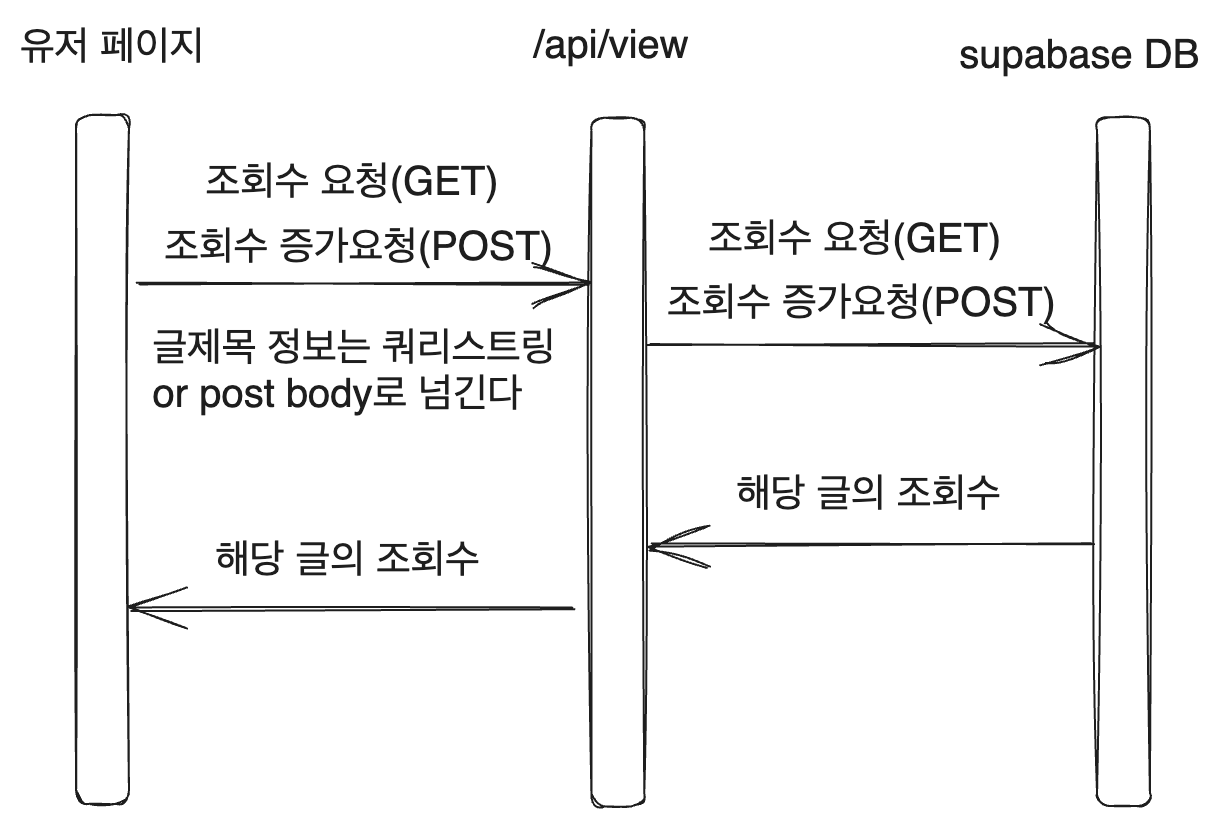 유저 페이지
/api/view
supabase DB
조회수 요청(GET)
조회수 증가요청(POST)
글제목 정보는 쿼리스트링
or post body로 넘긴다
조회수 요청(GET)
조회수 증가요청(POST)
해당 글의 조회수
해당 글의 조회수